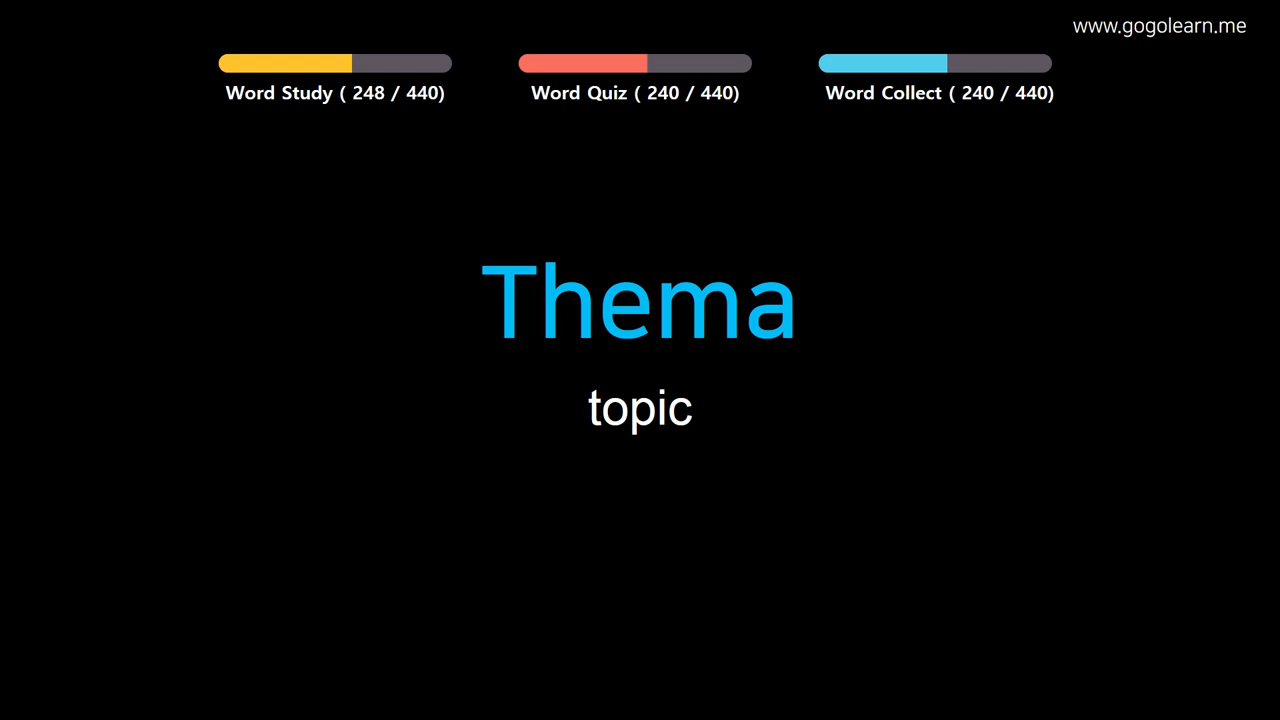 www.gogolearn.me
Word Study ( 248 / 440)
Word Quiz ( 240 / 440)
Word Collect ( 240 / 440)
Thema
topic